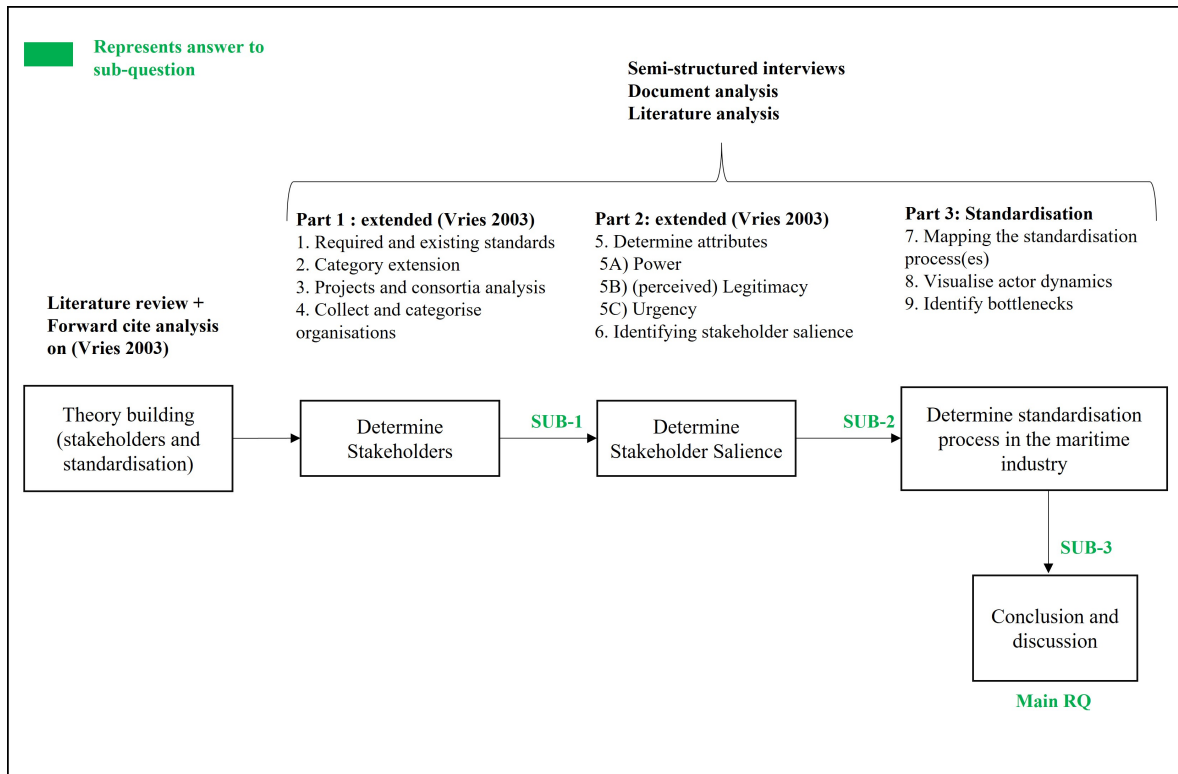 Represents answer to
sub-question
Semi-structured interviews
Document analysis
Literature analysis
Part 1 : extended (Vries 2003)
1. Required and existing standards
2. Category extension
3. Projects and consortia analysis
4. Collect and categorise
organisations
Part 2: extended (Vries 2003)
5. Determine attributes
5A) Power
5B) (perceived) Legitimacy
5C) Urgency
6. Identifying stakeholder salience
Part 3: Standardisation
7. Mapping the standardisation
process(es)
8. Visualise actor dynamics
9. Identify bottlenecks
Literature review +
Forward cite analysis
on (Vries 2003)
Theory building
(stakeholders and
standardisation)
Determine
Stakeholders
SUB-1
Determine
Stakeholder Salience
SUB-2
Determine standardisation
process in the maritime
industry
SUB-3
Conclusion and
discussion
Main RQ